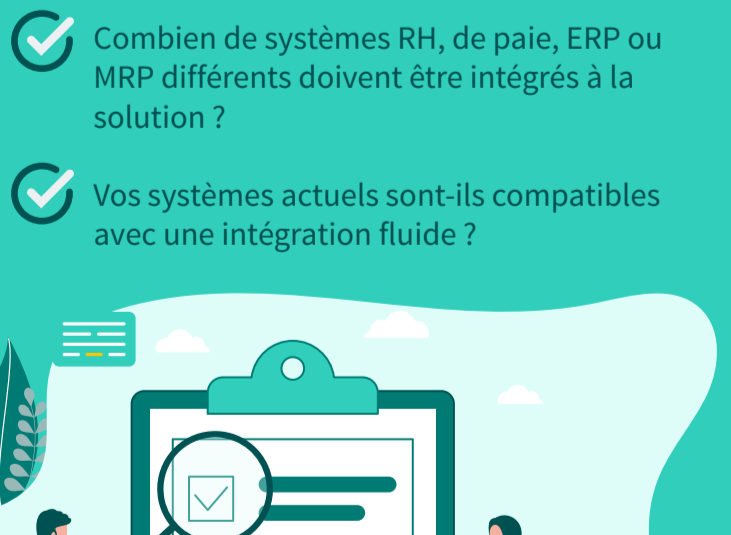 Combien de systèmes RH, de paie, ERP ou
MRP différents doivent être intégrés à la
solution ?
Vos systèmes actuels sont-ils compatibles
avec une intégration fluide ?